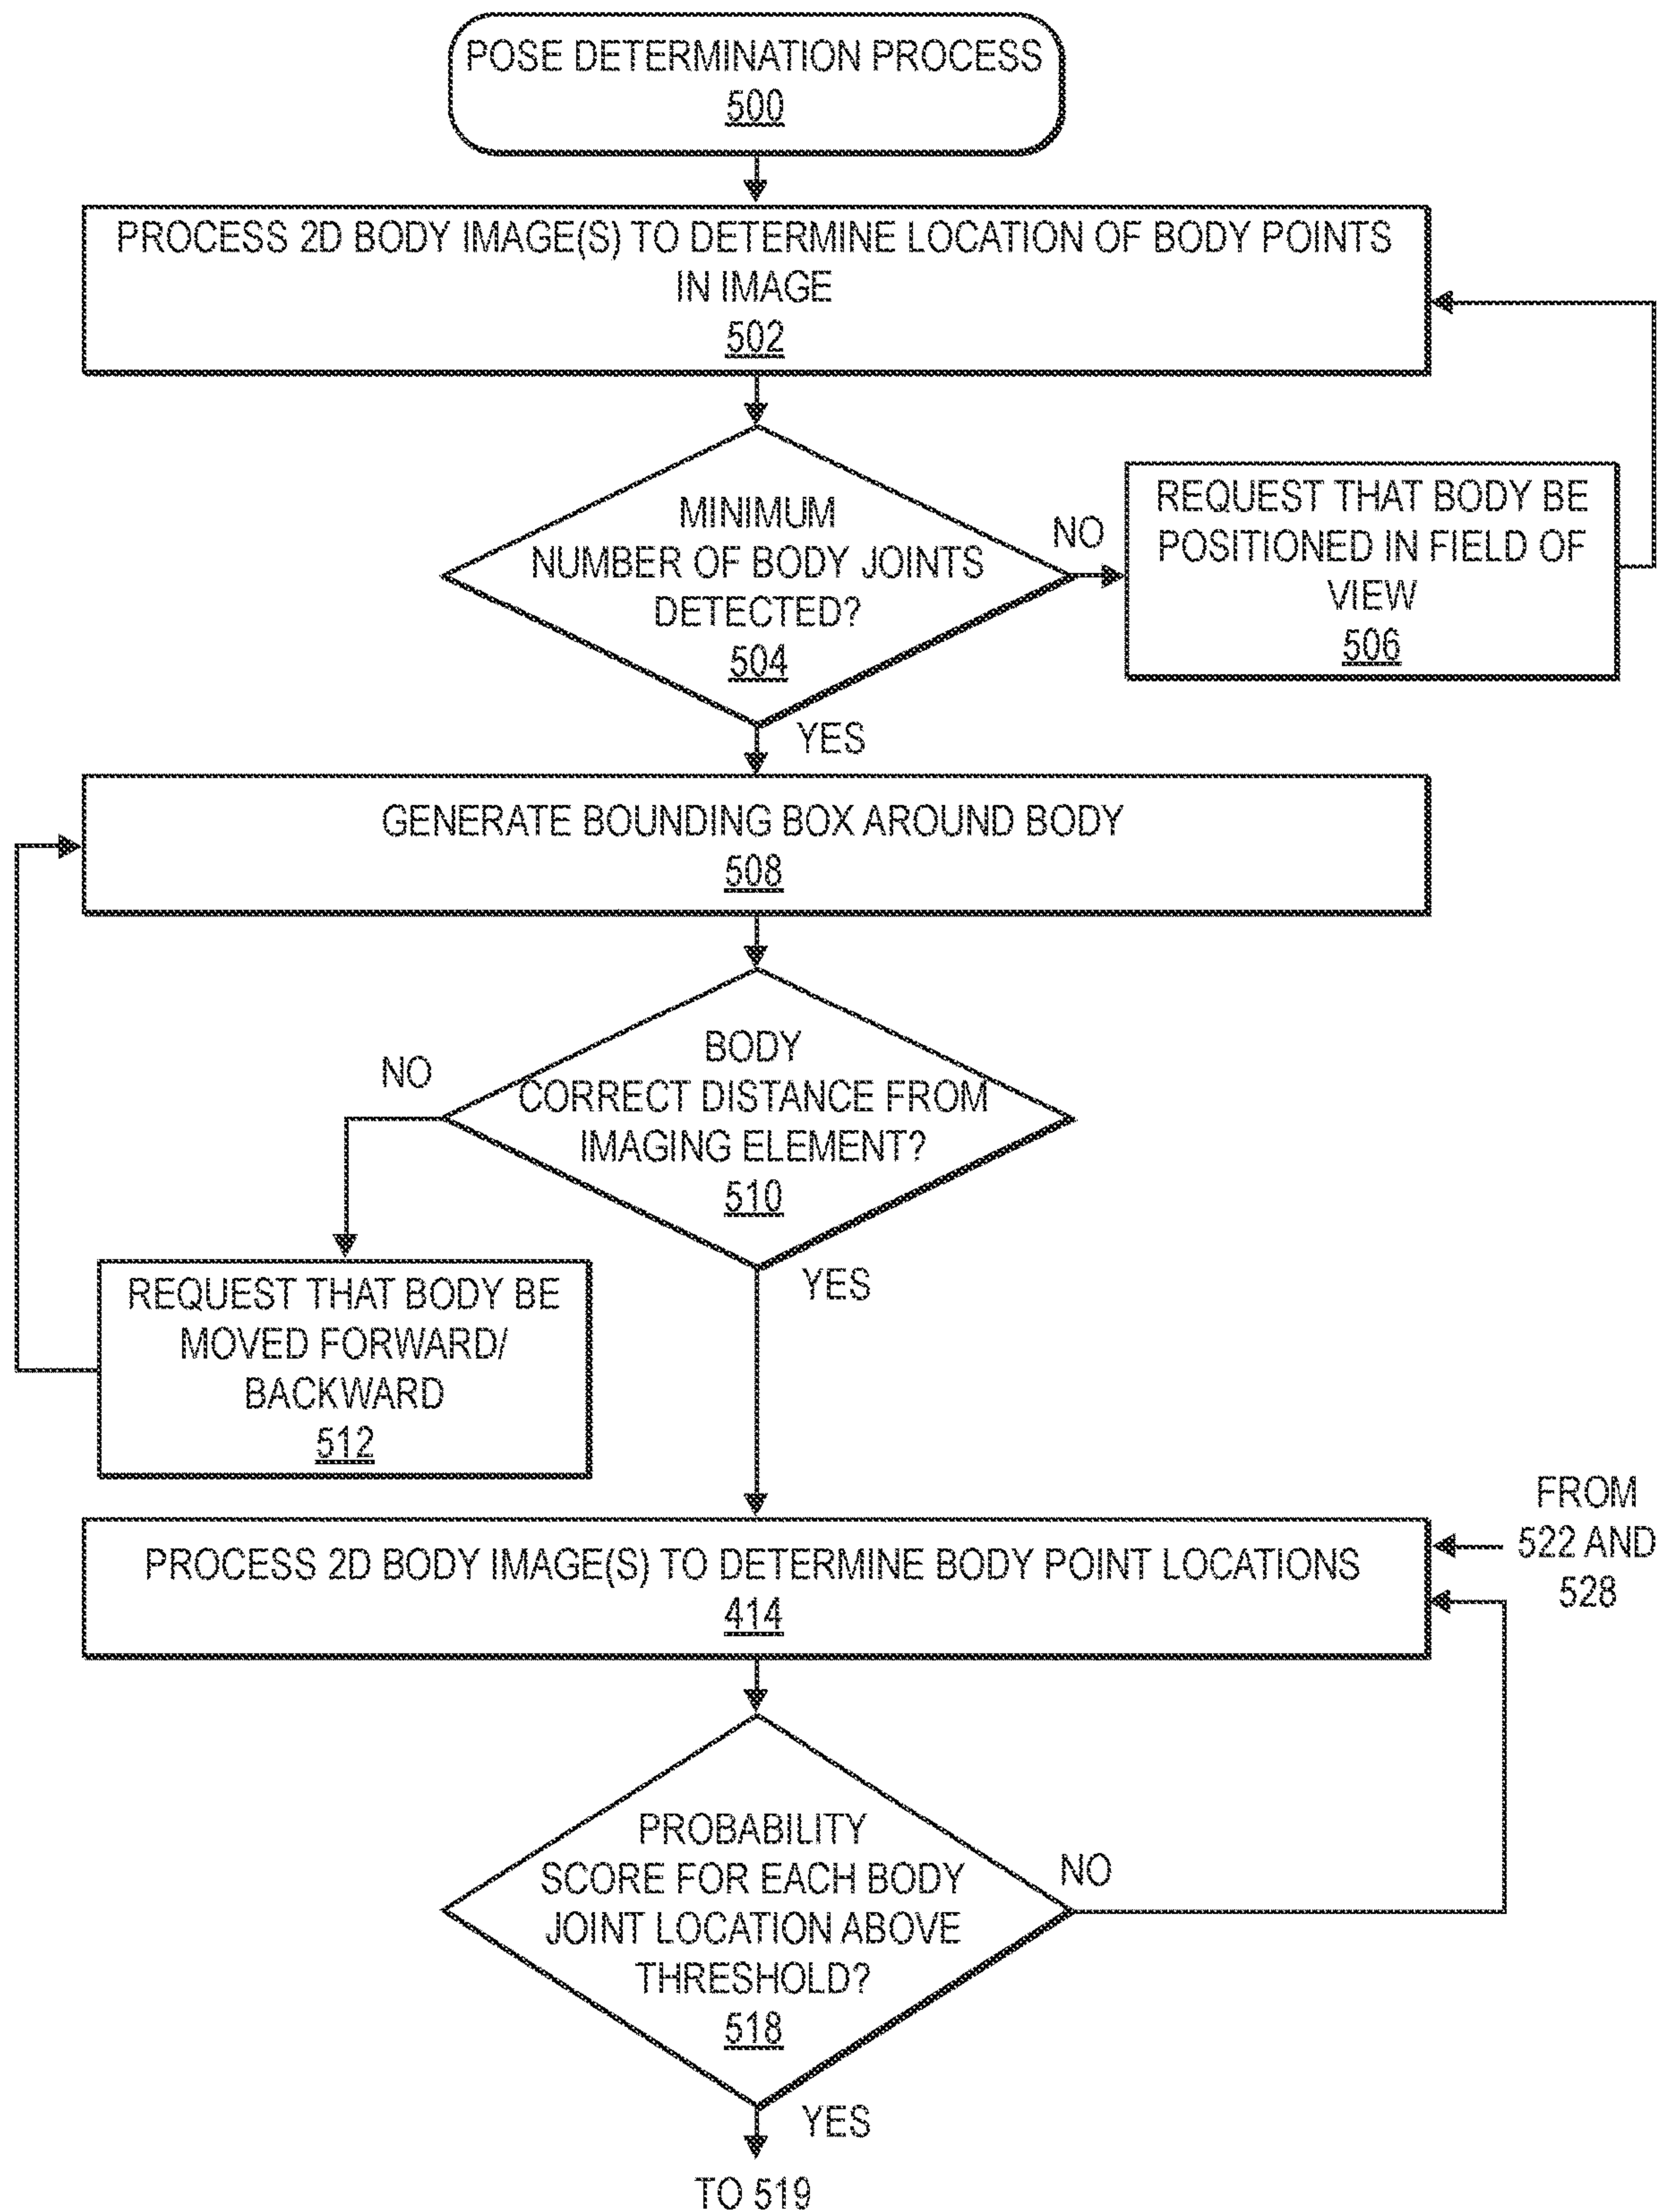 POSE DETERMINATION PROCESS
500
PROCESS 2D BODY IMAGE(S) TO DETERMINE LOCATION OF BODY POINTS
IN IMAGE
502
MINIMUM
NUMBER OF BODY JOINTS
DETECTED?
504
NO
REQUEST THAT BODY BE
POSITIONED IN FIELD OF
VIEW
506
YES
GENERATE BOUNDING BOX AROUND BODY
508
BODY
CORRECT DISTANCE FROM
IMAGING ELEMENT?
510
NO
YES
REQUEST THAT BODY BE
MOVED FORWARD/
BACKWARD
512
FROM
522 AND
528
PROCESS 2D BODY IMAGE(S) TO DETERMINE BODY POINT LOCATIONS
414
PROBABILITY
SCORE FOR EACH BODY
JOINT LOCATION ABOVE
THRESHOLD?
518
NO
YES
TO 519